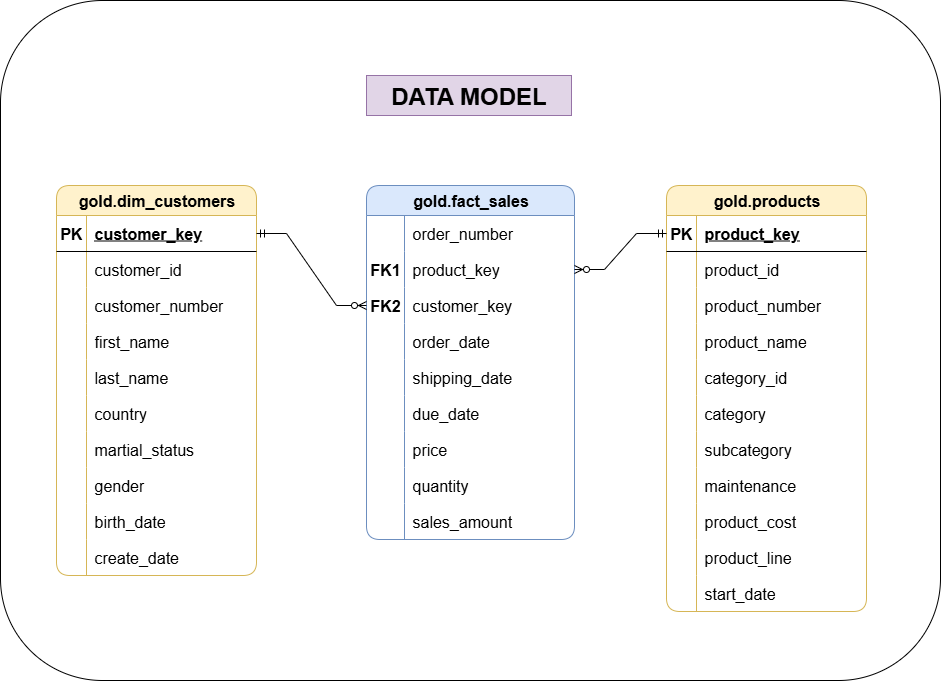 DATA MODEL
gold.dim_customers
PK customer_key
customer_id
customer_number
first_name
last_name
country
martial_status
gender
birth_date
create_date
gold.fact_sales
order_number
FK1 product_key
FK2 customer_key
order_date
shipping_date
due_date
price
quantity
sales_amount
gold.products
PK product_key
product_id
product_number
product_name
category_id
category
subcategory
maintenance
product_cost
product_line
start_date